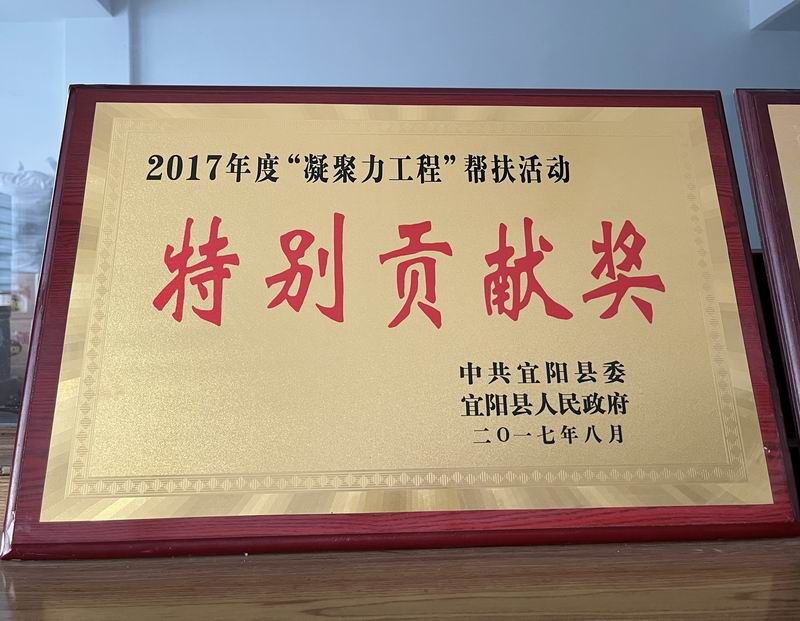 2017年度“凝聚力工程”帮扶活动
特别贡献奖
中共宜阳县委
宜阳县人民政府
二〇一七年八月